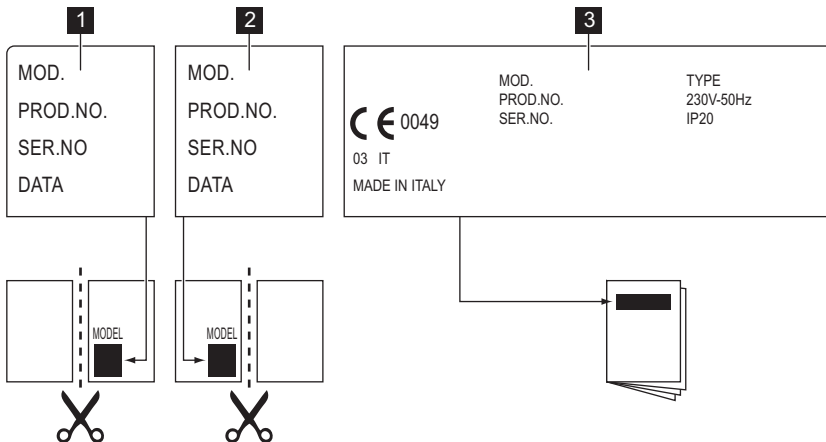 1
MOD.
PROD.NO.
SER.NO
DATA
2
MOD.
PROD.NO.
SER.NO
DATA
3
MOD.
PROD.NO.
SER.NO.
TYPE
230V-50Hz
IP20
CE 0049
03 IT
MADE IN ITALY
MODEL
MODEL